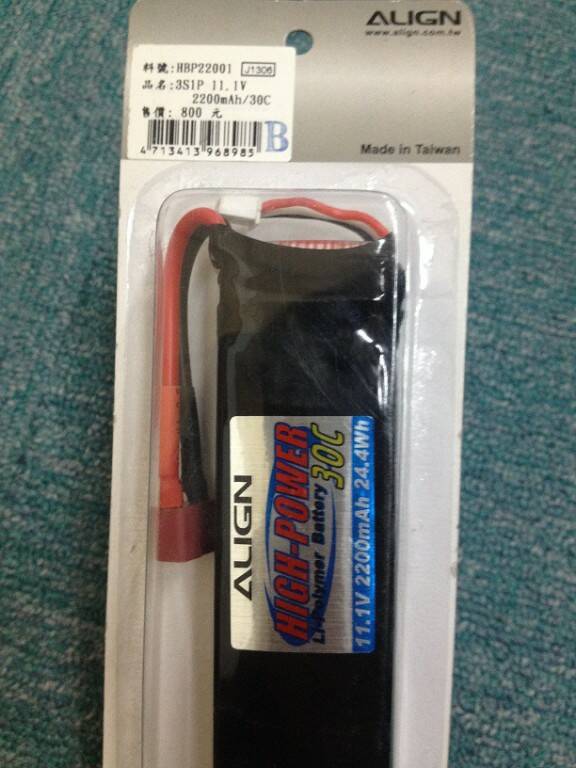 ALIGN
www.align.com.tw
料號:HBP22001 J1306
品名:3S1P 11.1V
2200mAh/30C
售價: 800 元
4 713413 968985
B
Made in Taiwan
ALIGN
HIGH-POWER
Li-Polymer Battery 30C
11.1V 2200mAh 24.4Wh